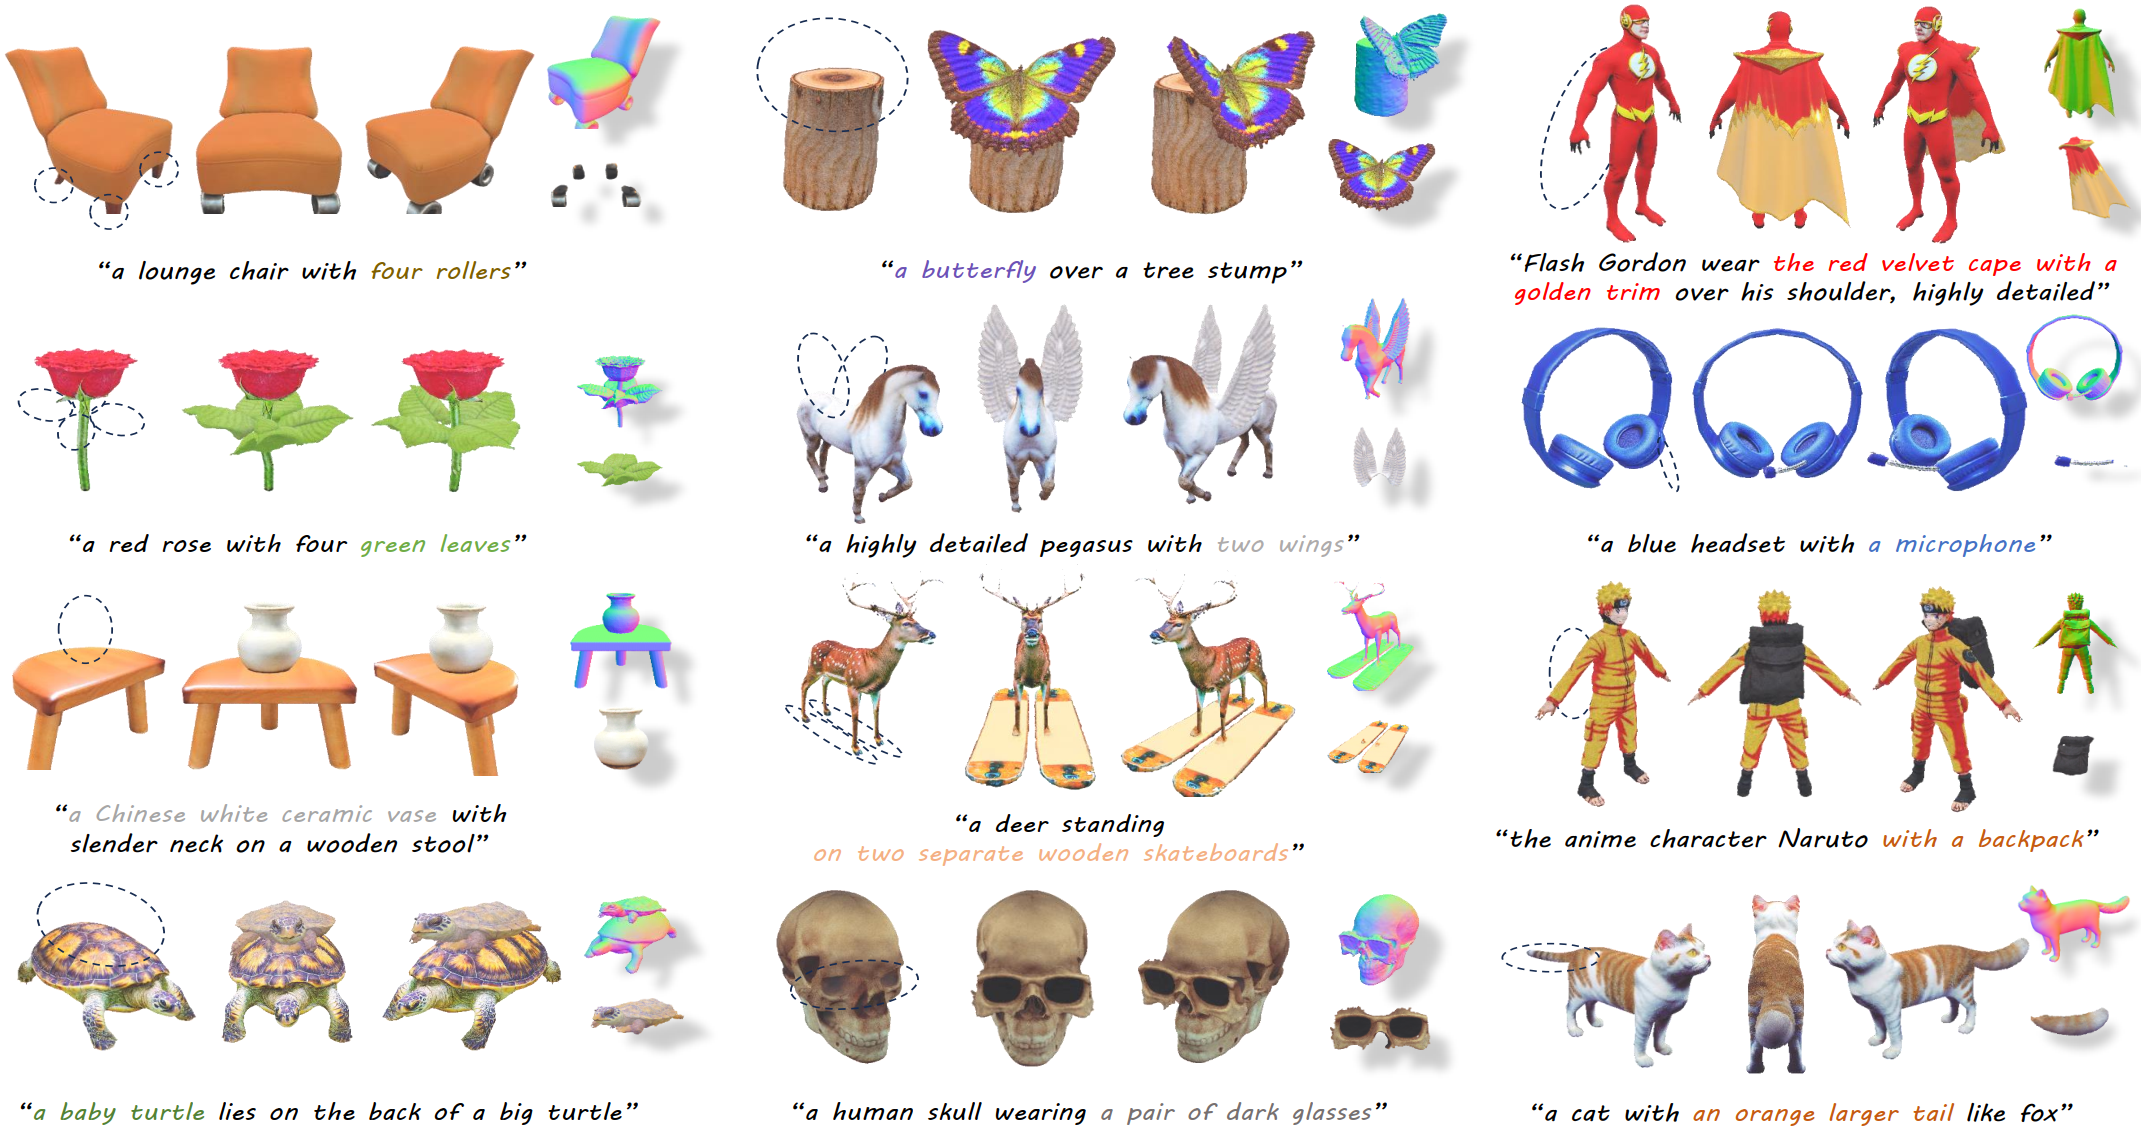 “a lounge chair with four rollers”
“a butterfly over a tree stump”
“Flash Gordon wear the red velvet cape with a
golden trim over his shoulder, highly detailed”
“a red rose with four green leaves”
“a highly detailed pegasus with two wings”
“a blue headset with a microphone”
“a Chinese white ceramic vase with
slender neck on a wooden stool”
“a deer standing
on two separate wooden skateboards”
“the anime character Naruto with a backpack”
“a baby turtle lies on the back of a big turtle”
“a human skull wearing a pair of dark glasses”
“a cat with an orange larger tail like fox”